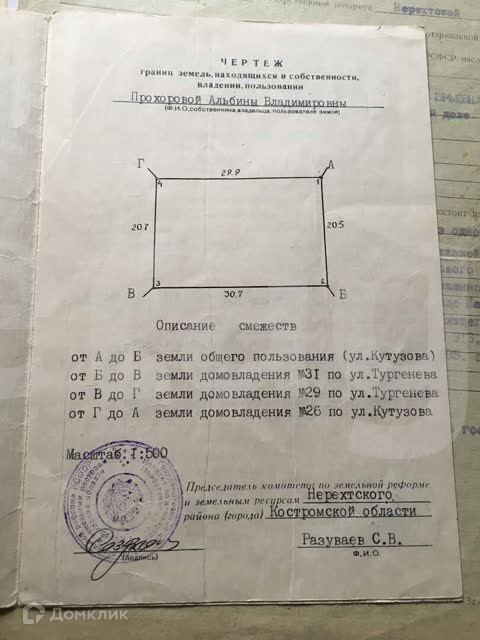 Нерехтской
ЧЕРТЕЖ
границ земель, находящихся в собственности,
владении, пользовании
Прохоровой Альбины Владимировны
(Ф.И.О. собственника, владельца, пользователя земли)
Г
А
29.9
4
1
20.7
20.5
3
2
В
30.7
Б
Описание смежеств
от А до Б земли общего пользования (ул.Кутузова)
от Б до В земли домовладения №31 по ул.Тургенева
от В до Г земли домовладения №29 по ул.Тургенева
от Г до А земли домовладения №26 по ул.Кутузова
Масштаб I:500
Председатель комитета по земельной реформе
и земельным ресурсам Нерехтского
района (города) Костромской области
Разуваев С.В.
(подпись)
Ф.И.О.
Домклик